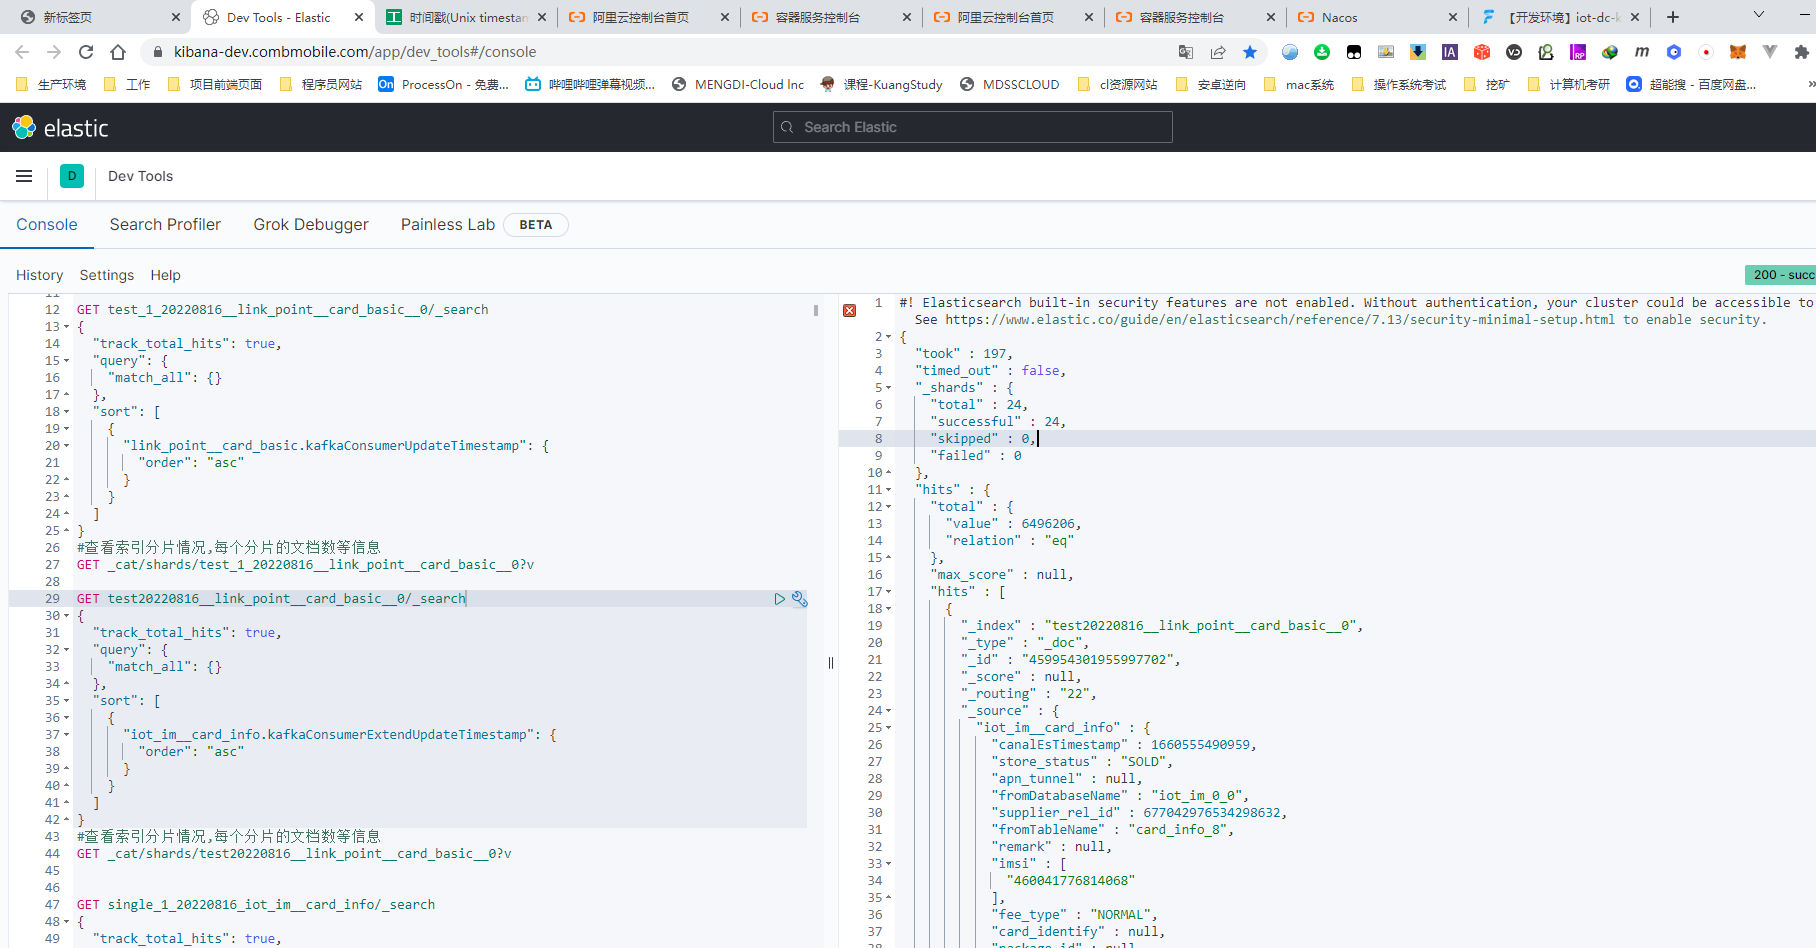 新标签页
Dev Tools - Elastic
时间戳(Unix timestan
阿里云控制台首页
容器服务控制台
阿里云控制台首页
容器服务控制台
Nacos
【开发环境】iot-dc-k
kibana-dev.combmobile.com/app/dev_tools#/console
生产环境
工作
项目前端页面
程序员网站
ProcessOn - 免费...
哔哩哔哩弹幕视频...
MENGDI-Cloud Inc
课程-KuangStudy
MDSSCLOUD
cl资源网站
安卓逆向
mac系统
操作系统考试
挖矿
计算机考研
超能搜 - 百度网盘...
elastic
Search Elastic
D
Dev Tools
Console
Search Profiler
Grok Debugger
Painless Lab
BETA
History
Settings
Help
200 - succ
11
12 GET test_1_20220816__link_point__card_basic__0/_search
13 {
14 "track_total_hits": true,
15 "query": {
16 "match_all": {}
17 },
18 "sort": [
19 {
20 "link_point__card_basic.kafkaConsumerUpdateTimestamp": {
21 "order": "asc"
22 }
23 }
24 ]
25 }
26 #查看索引分片情况,每个分片的文档数等信息
27 GET _cat/shards/test_1_20220816__link_point__card_basic__0?v
28
29 GET test20220816__link_point__card_basic__0/_search
30 {
31 "track_total_hits": true,
32 "query": {
33 "match_all": {}
34 },
35 "sort": [
36 {
37 "iot_im__card_info.kafkaConsumerExtendUpdateTimestamp": {
38 "order": "asc"
39 }
40 }
41 ]
42 }
43 #查看索引分片情况,每个分片的文档数等信息
44 GET _cat/shards/test20220816__link_point__card_basic__0?v
45
46
47 GET single_1_20220816_iot_im__card_info/_search
48 {
49 "track_total_hits": true,
1 #! Elasticsearch built-in security features are not enabled. Without authentication, your cluster could be accessible to
See https://www.elastic.co/guide/en/elasticsearch/reference/7.13/security-minimal-setup.html to enable security.
2 {
3 "took" : 197,
4 "timed_out" : false,
5 "_shards" : {
6 "total" : 24,
7 "successful" : 24,
8 "skipped" : 0,
9 "failed" : 0
10 },
11 "hits" : {
12 "total" : {
13 "value" : 6496206,
14 "relation" : "eq"
15 },
16 "max_score" : null,
17 "hits" : [
18 {
19 "_index" : "test20220816__link_point__card_basic__0",
20 "_type" : "_doc",
21 "_id" : "459954301955997702",
22 "_score" : null,
23 "_routing" : "22",
24 "_source" : {
25 "iot_im__card_info" : {
26 "canalEsTimestamp" : 1660555490959,
27 "store_status" : "SOLD",
28 "apn_tunnel" : null,
29 "fromDatabaseName" : "iot_im_0_0",
30 "supplier_rel_id" : 677042976534298632,
31 "fromTableName" : "card_info_8",
32 "remark" : null,
33 "imsi" : [
34 "460041776814068"
35 ],
36 "fee_type" : "NORMAL",
37 "card_identify" : null,
38 "package_id" : null